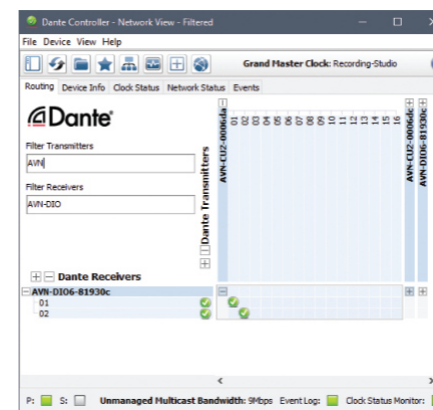 Dante Controller - Network View - Filtered
File Device View Help
Grand Master Clock: Recording-Studio
Routing Device Info Clock Status Network Status Events
Dante
Filter Transmitters
AVN
Filter Receivers
AVN-DIO
Dante Transmitters
AVN-CU2-0006da
01 02 03 04 05 06 07 08 09 10 11 12 13 14 15 16
AVN-CU2-0006dc
AVN-DIO6-81930c
Dante Receivers
AVN-DIO6-81930c
01
02
P: S: Unmanaged Multicast Bandwidth: 9Mbps Event Log: Clock Status Monitor: